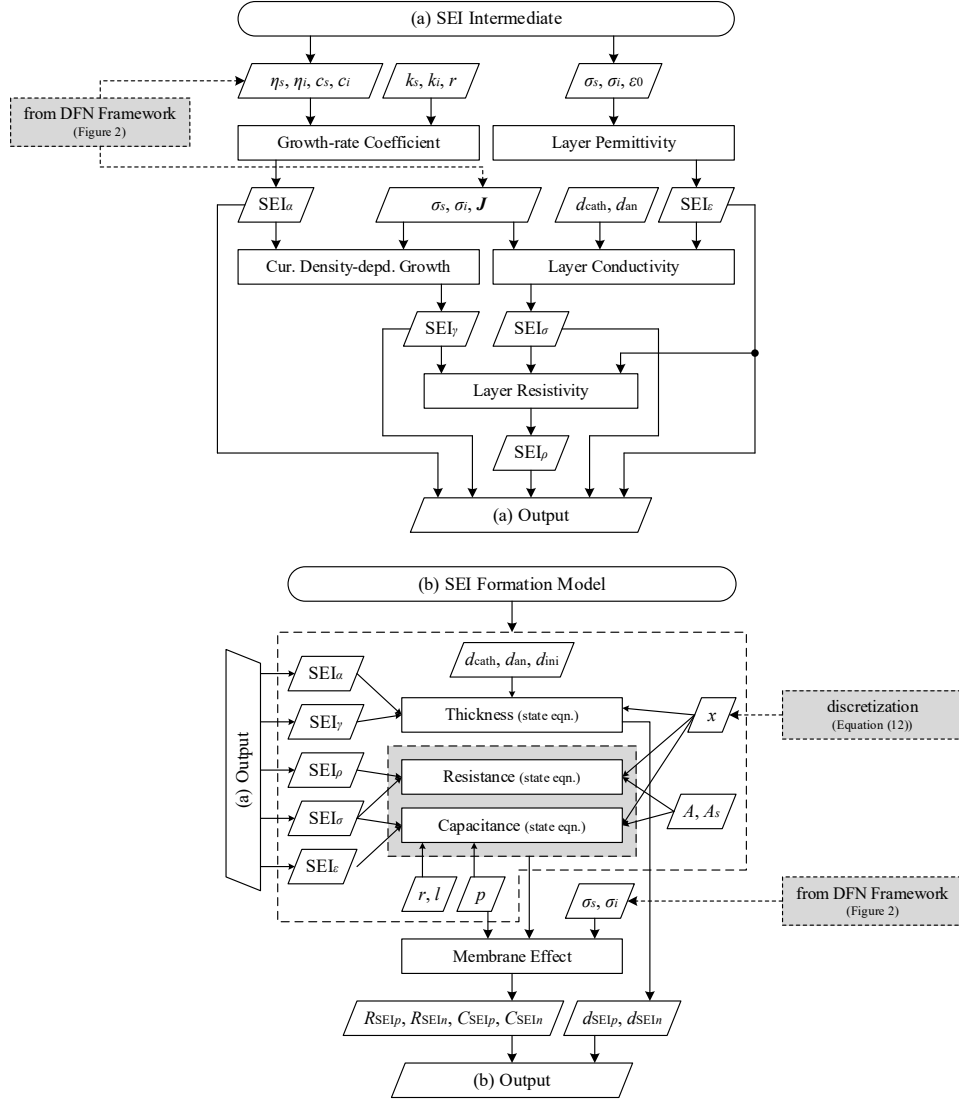 (a) SEI Intermediate
ηs, ηi, cs, ci
ks, ki, r
σs, σi, ε0
from DFN Framework
(Figure 2)
Growth-rate Coefficient
Layer Permittivity
SEIα
σs, σi, J
dcath, dan
SEIε
Cur. Density-depd. Growth
Layer Conductivity
SEIγ
SEIσ
Layer Resistivity
SEIρ
(a) Output
(b) SEI Formation Model
dcath, dan, dini
SEIα
Thickness (state eqn.)
x
discretization
(Equation (12))
SEIγ
(a) Output
SEIρ
Resistance (state eqn.)
A, As
SEIσ
Capacitance (state eqn.)
SEIε
r, l
p
σs, σi
from DFN Framework
(Figure 2)
Membrane Effect
RSEIp, RSEIn, CSEIp, CSEIn
dSEIp, dSEIn
(b) Output